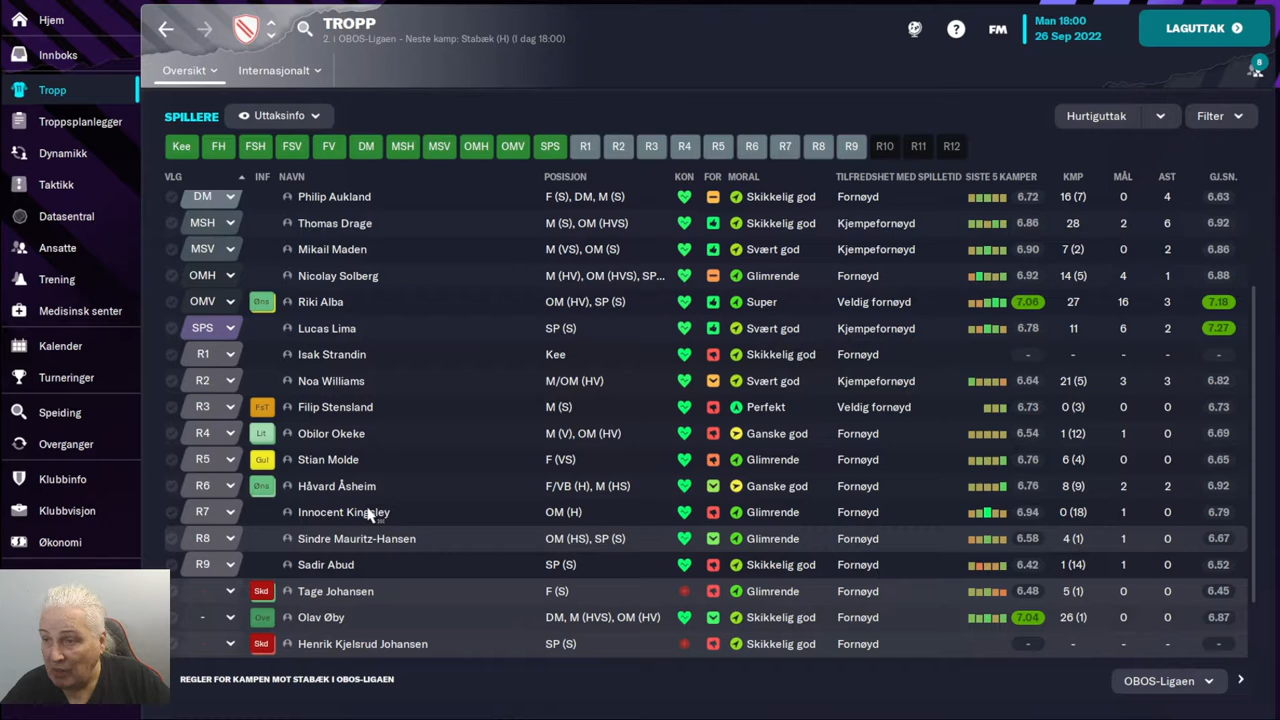 Hjem
Innboks
Tropp
Troppsplanlegger
Dynamikk
Taktikk
Datasentral
Ansatte
Trening
Medisinsk senter
Kalender
Turneringer
Speiding
Overganger
Klubbinfo
Klubbvisjon
Økonomi
TROPP
2. i OBOS-Ligaen - Neste kamp: Stabæk (H) (I dag 18:00)
? FM
Man 18:00
26 Sep 2022
LAGUTTAK
Oversikt Internasjonalt 8
SPILLERE Uttaksinfo Hurtiguttak Filter
Kee FH FSH FSV FV DM MSH MSV OMH OMV SPS R1 R2 R3 R4 R5 R6 R7 R8 R9 R10 R11 R12
VLG INF NAVN POSISJON KON FOR MORAL TILFREDSHET MED SPILLETID SISTE 5 KAMPER KMP MÅL AST GJ.SN.
DM Philip Aukland F (S), DM, M (S) Skikkelig god Fornøyd 6.72 16 (7) 0 4 6.63
MSH Thomas Drage M (S), OM (HVS) Skikkelig god Kjempefornøyd 6.86 28 2 6 6.92
MSV Mikail Maden M (VS), OM (S) Svært god Kjempefornøyd 6.90 7 (2) 0 2 6.86
OMH Nicolay Solberg M (HV), OM (HVS), SP... Glimrende Fornøyd 6.92 14 (5) 4 1 6.88
OMV Øns Riki Alba OM (HV), SP (S) Super Veldig fornøyd 7.06 27 16 3 7.18
SPS Lucas Lima SP (S) Svært god Kjempefornøyd 6.78 11 6 2 7.27
R1 Isak Strandin Kee Skikkelig god Fornøyd - - - - -
R2 Noa Williams M/OM (HV) Svært god Kjempefornøyd 6.64 21 (5) 3 3 6.82
R3 FsT Filip Stensland M (S) Perfekt Veldig fornøyd 6.73 0 (3) 0 0 6.73
R4 Lit Obilor Okeke M (V), OM (HV) Ganske god Fornøyd 6.54 1 (12) 1 0 6.69
R5 Gul Stian Molde F (VS) Glimrende Fornøyd 6.76 6 (4) 0 0 6.65
R6 Øns Håvard Åsheim F/VB (H), M (HS) Ganske god Fornøyd 6.76 8 (9) 2 2 6.92
R7 Innocent Kingsley OM (H) Glimrende Fornøyd 6.94 0 (18) 1 0 6.79
R8 Sindre Mauritz-Hansen OM (HS), SP (S) Glimrende Fornøyd 6.58 4 (1) 1 0 6.67
R9 Sadir Abud SP (S) Glimrende Fornøyd 6.42 1 (14) 1 0 6.52
- Skd Tage Johansen F (S) Glimrende Fornøyd 6.48 5 (1) 0 0 6.45
- Ove Olav Øby DM, M (HVS), OM (HV) Skikkelig god Fornøyd 7.04 26 (1) 0 0 6.87
Skd Henrik Kjelsrud Johansen SP (S) Skikkelig god Fornøyd - - - - -
REGLER FOR KAMPEN MOT STABÆK I OBOS-LIGAEN OBOS-Ligaen